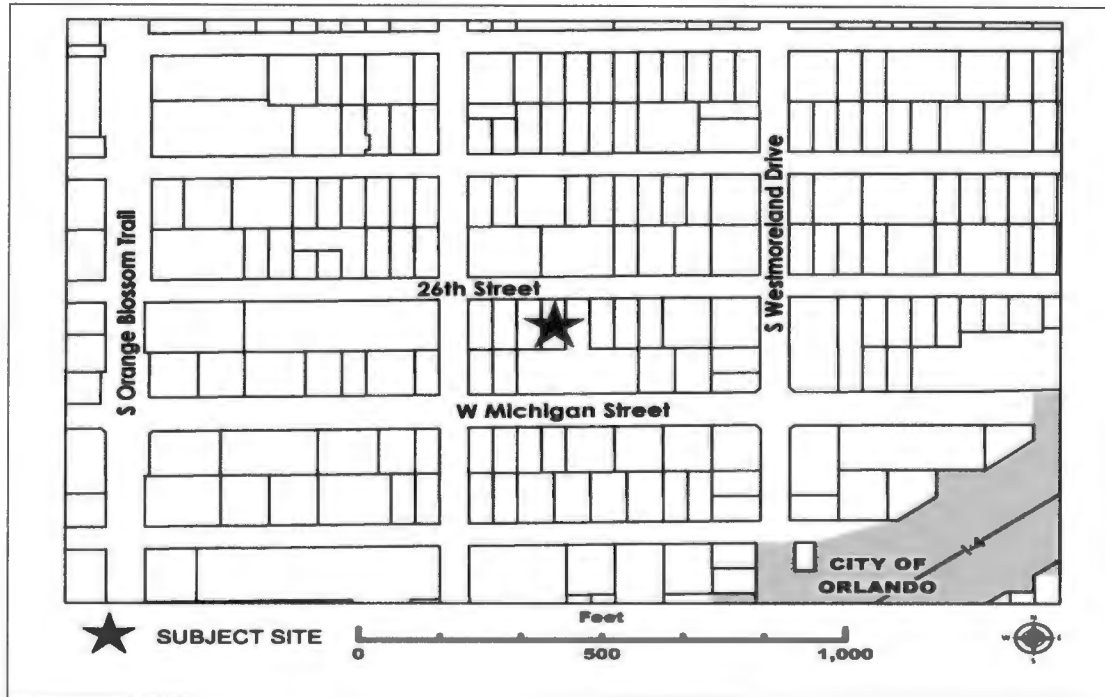 S Orange Blossom Trail
S Westmoreland Drive
26th Street
W Michigan Street
I-4
CITY OF
ORLANDO
Feet
SUBJECT SITE
0 500 1,000
N
W E
S